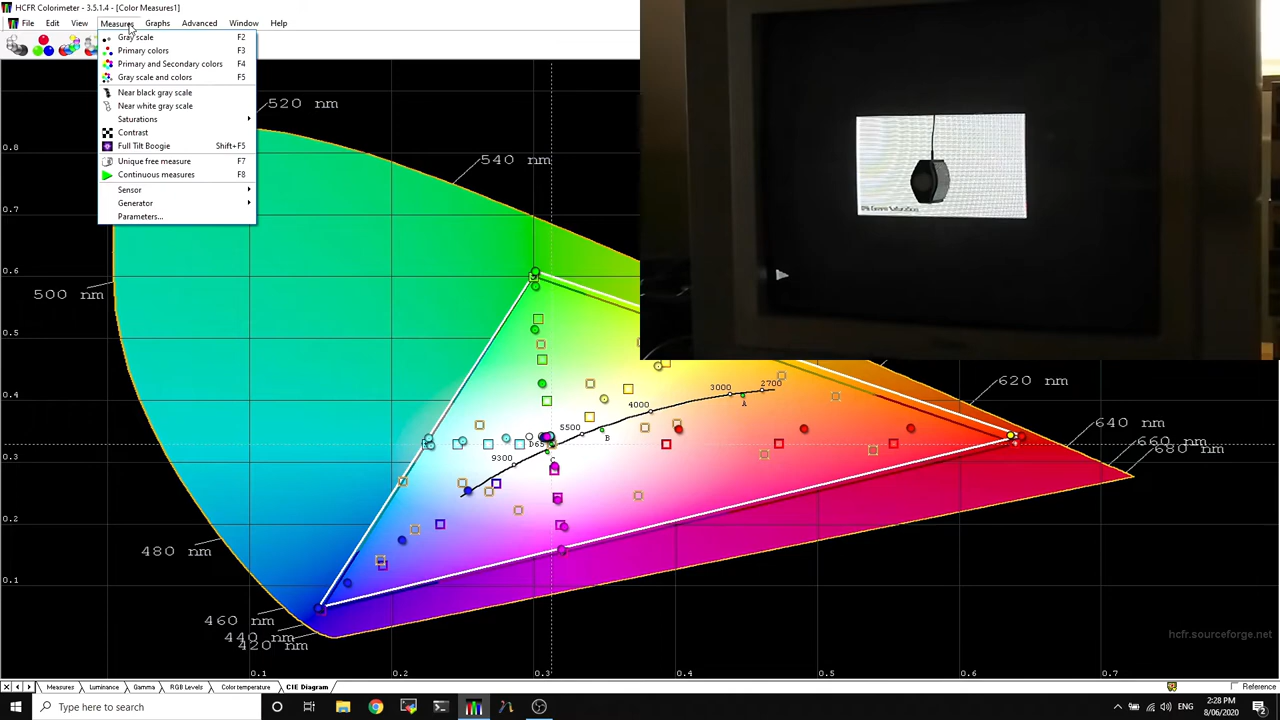 HCFR Colorimeter - 3.5.1.4 - [Color Measures1]
File Edit View Measures Graphs Advanced Window Help
Gray scale F2
Primary colors F3
Primary and Secondary colors F4
Gray scale and colors F5
Near black gray scale
Near white gray scale
Saturations
Contrast
Full Tilt Boogie Shift+F5
Unique free measure F7
Continuous measures F8
Sensor
Generator
Parameters...
520 nm
540 nm
0.8
0.7
0.6
500 nm
0.5
620 nm
3000 2700
0.4
4000
A
640 nm
5500
B
660 nm
D65
680 nm
C
9300
0.3
0.2
480 nm
0.1
460 nm
440 nm
420 nm
hcfr.sourceforge.net
0.1 0.2 0.3 0.4 0.5 0.6 0.7
Measures Luminance Gamma RGB Levels Color temperature CIE Diagram Reference
Type here to search
ENG
2:28 PM
8/06/2020
2